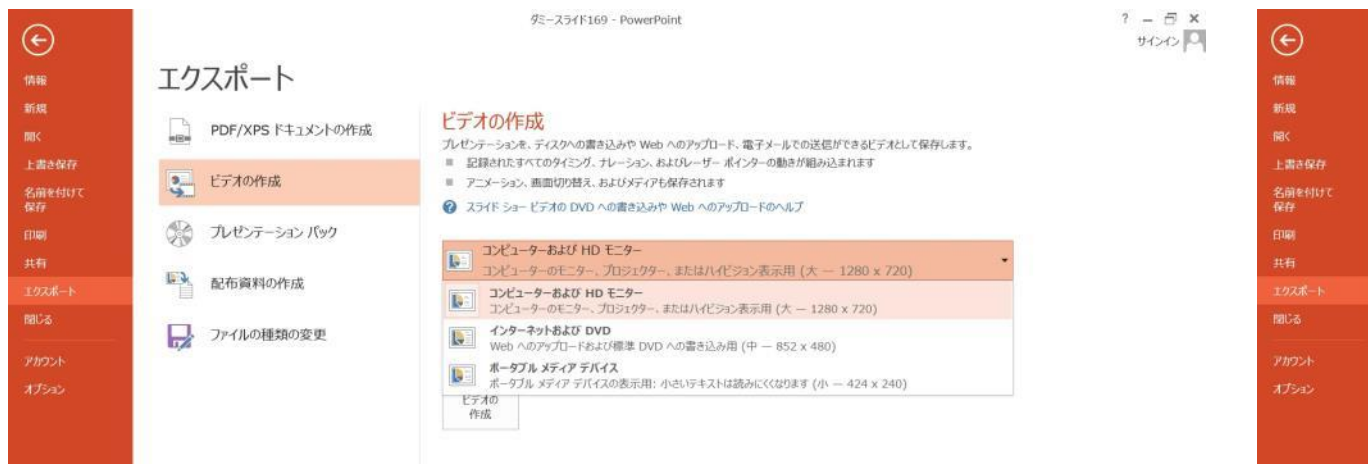 ダミースライド169 - PowerPoint
?
サインイン
情報
新規
開く
上書き保存
名前を付けて
保存
印刷
共有
エクスポート
閉じる
アカウント
オプション
エクスポート
PDF/XPS ドキュメントの作成
ビデオの作成
プレゼンテーション パック
配布資料の作成
ファイルの種類の変更
ビデオの作成
プレゼンテーションを、ディスクへの書き込みや Web へのアップロード、電子メールでの送信ができるビデオとして保存します。
記録されたすべてのタイミング、ナレーション、およびレーザー ポインターの動きが組み込まれます
アニメーション、画面切り替え、およびメディアも保存されます
スライド ショー ビデオの DVD への書き込みや Web へのアップロードのヘルプ
コンピューターおよび HD モニター
コンピューターのモニター、プロジェクター、またはハイビジョン表示用 (大 — 1280 x 720)
コンピューターおよび HD モニター
コンピューターのモニター、プロジェクター、またはハイビジョン表示用 (大 — 1280 x 720)
インターネットおよび DVD
Web へのアップロードおよび標準 DVD への書き込み用 (中 — 852 x 480)
ポータブル メディア デバイス
ポータブル メディア デバイスの表示用: 小さいテキストは読みにくくなります (小 — 424 x 240)
ビデオの
作成
情報
新規
開く
上書き保存
名前を付けて
保存
印刷
共有
エクスポート
閉じる
アカウント
オプション